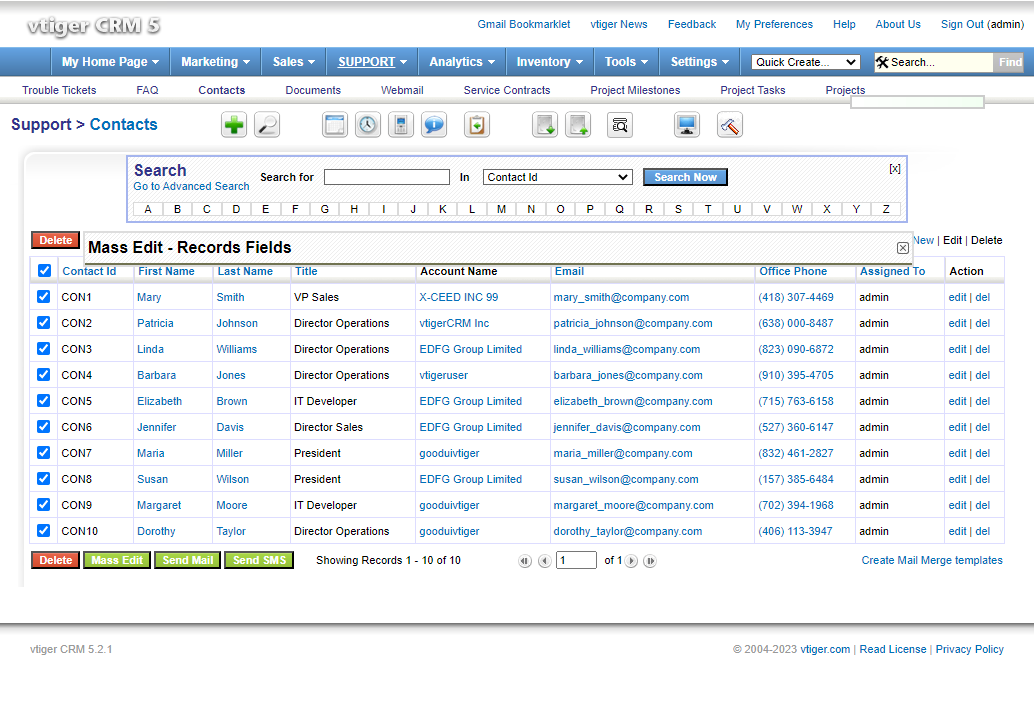 vtiger CRM 5
Gmail Bookmarklet vtiger News Feedback My Preferences Help About Us Sign Out (admin)
My Home Page Marketing Sales SUPPORT Analytics Inventory Tools Settings Quick Create... Search... Find
Trouble Tickets FAQ Contacts Documents Webmail Service Contracts Project Milestones Project Tasks Projects
Support > Contacts
Search [x]
Go to Advanced Search Search for In Contact Id Search Now
A B C D E F G H I J K L M N O P Q R S T U V W X Y Z
Delete New | Edit | Delete
Mass Edit - Records Fields
Contact Id First Name Last Name Title Account Name Email Office Phone Assigned To Action
CON1 Mary Smith VP Sales X-CEED INC 99 mary_smith@company.com (418) 307-4469 admin edit | del
CON2 Patricia Johnson Director Operations vtigerCRM Inc patricia_johnson@company.com (638) 000-8487 admin edit | del
CON3 Linda Williams Director Operations EDFG Group Limited linda_williams@company.com (823) 090-6872 admin edit | del
CON4 Barbara Jones Director Operations vtigeruser barbara_jones@company.com (910) 395-4705 admin edit | del
CON5 Elizabeth Brown IT Developer EDFG Group Limited elizabeth_brown@company.com (715) 763-6158 admin edit | del
CON6 Jennifer Davis Director Sales EDFG Group Limited jennifer_davis@company.com (527) 360-6147 admin edit | del
CON7 Maria Miller President gooduivtiger maria_miller@company.com (832) 461-2827 admin edit | del
CON8 Susan Wilson President EDFG Group Limited susan_wilson@company.com (157) 385-6484 admin edit | del
CON9 Margaret Moore IT Developer gooduivtiger margaret_moore@company.com (702) 394-1968 admin edit | del
CON10 Dorothy Taylor Director Operations gooduivtiger dorothy_taylor@company.com (406) 113-3947 admin edit | del
Delete Mass Edit Send Mail Send SMS Showing Records 1 - 10 of 10 1 of 1 Create Mail Merge templates
vtiger CRM 5.2.1 © 2004-2023 vtiger.com | Read License | Privacy Policy